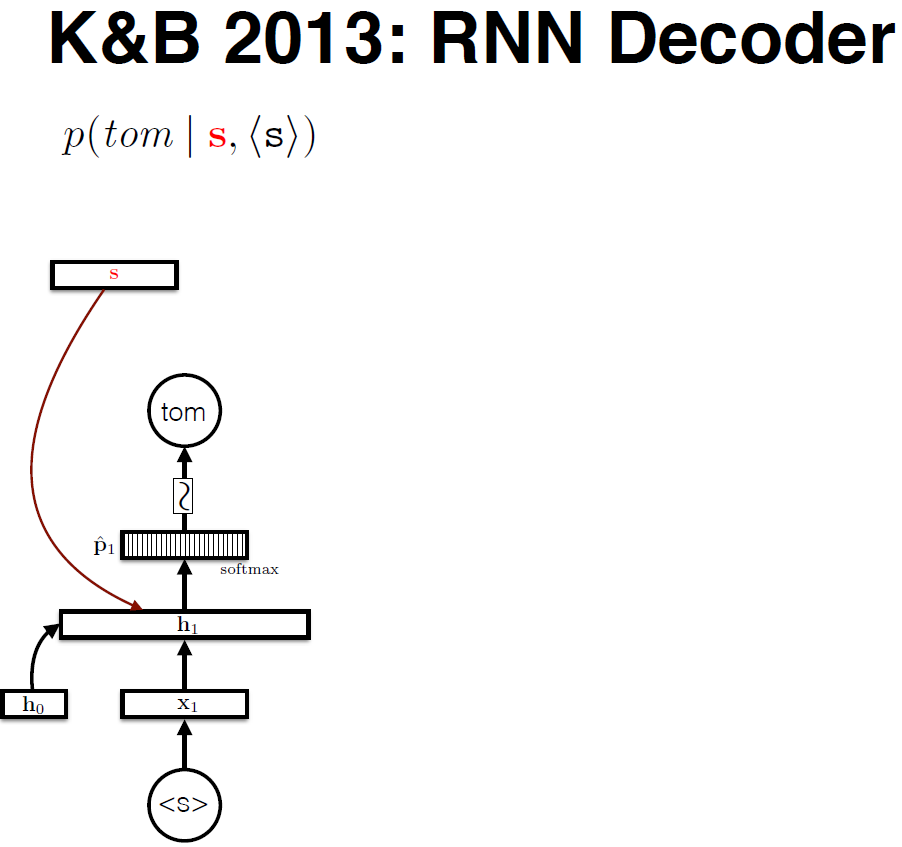 K&B 2013: RNN Decoder
p(tom | s, ⟨s⟩)
s
tom
∼
p̂₁
softmax
h₁
h₀
x₁
<s>